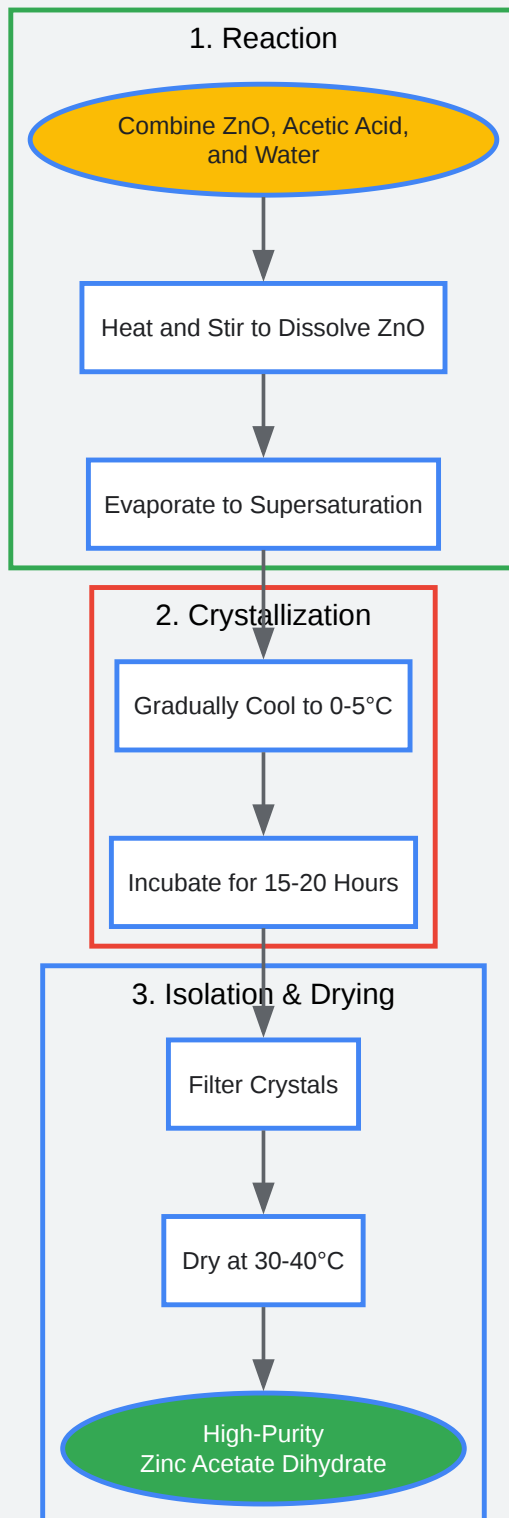 1. Reaction
Combine ZnO, Acetic Acid,
and Water
Heat and Stir to Dissolve ZnO
Evaporate to Supersaturation
2. Crystallization
Gradually Cool to 0-5°C
Incubate for 15-20 Hours
3. Isolation & Drying
Filter Crystals
Dry at 30-40°C
High-Purity
Zinc Acetate Dihydrate